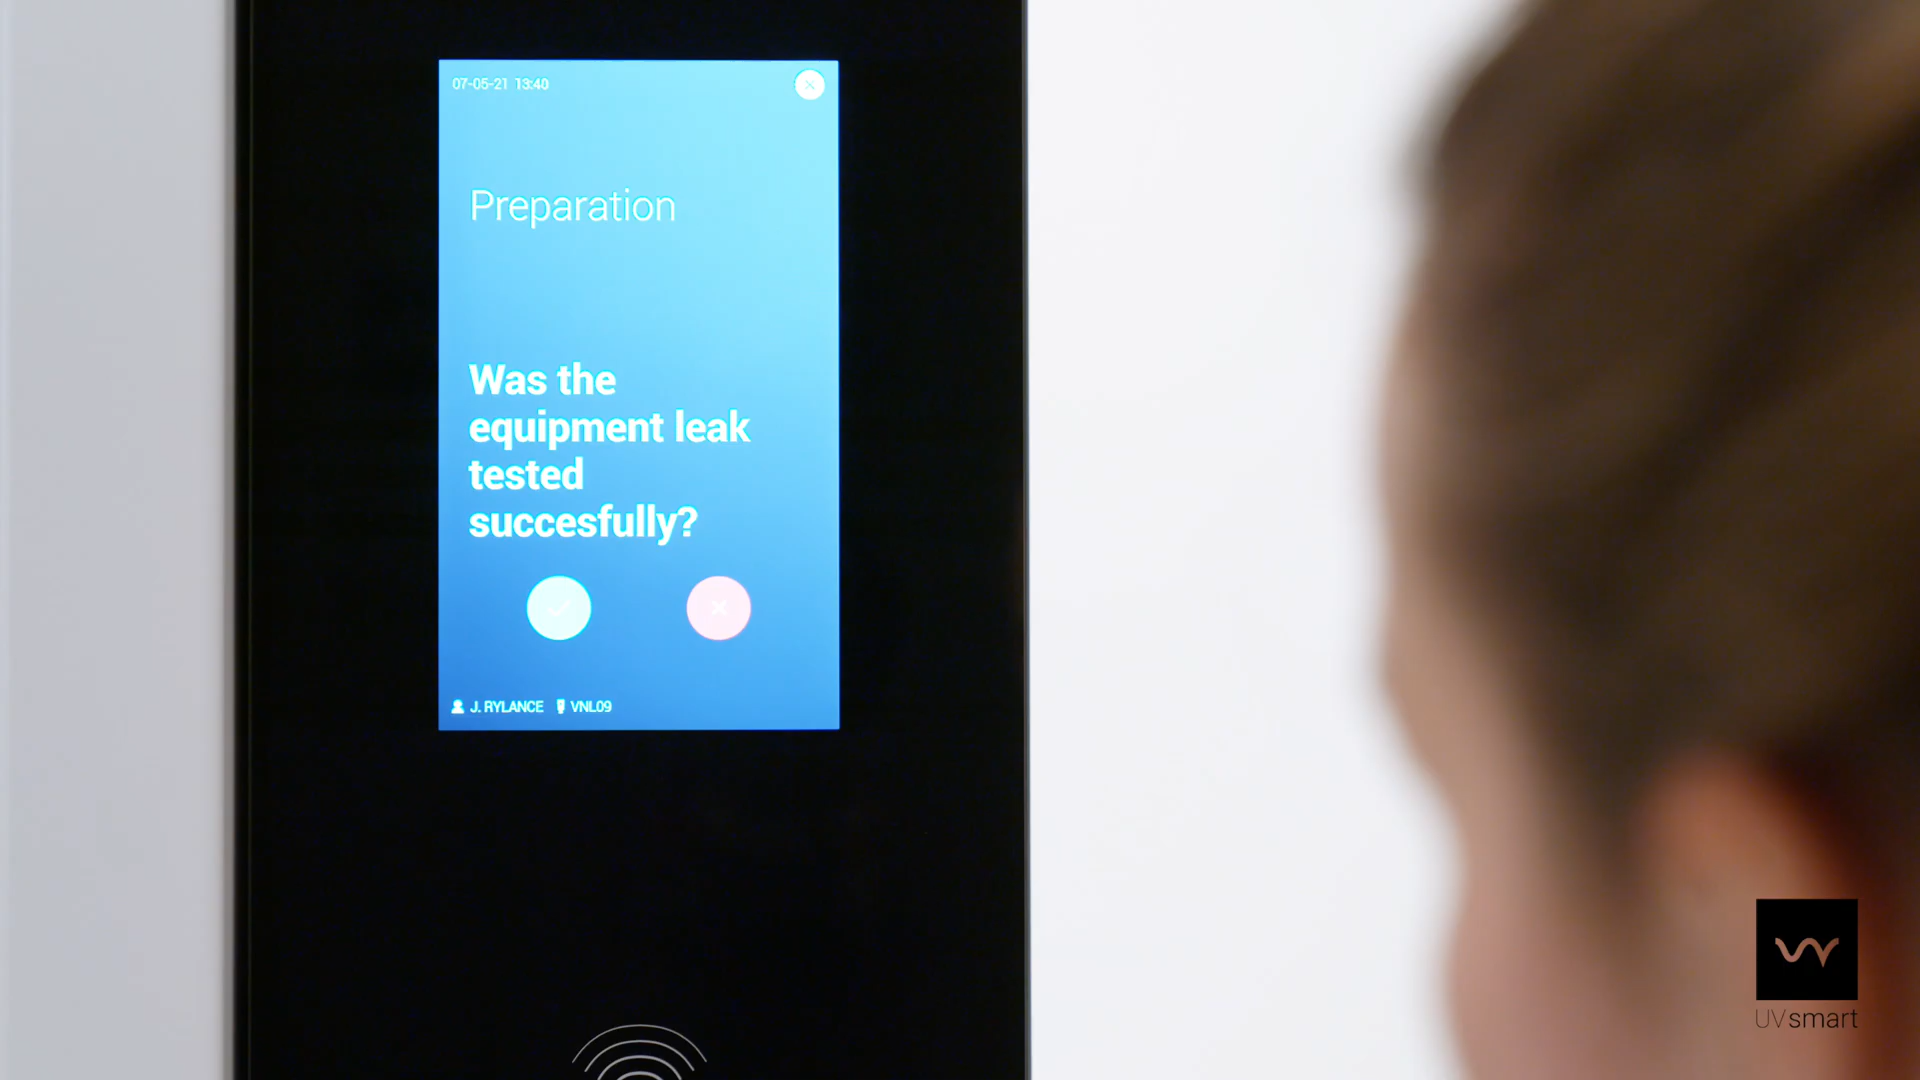 07-05-21 13:40
Preparation
Was the
equipment leak
tested
succesfully?
J. RYLANCE VNL09
UVsmart